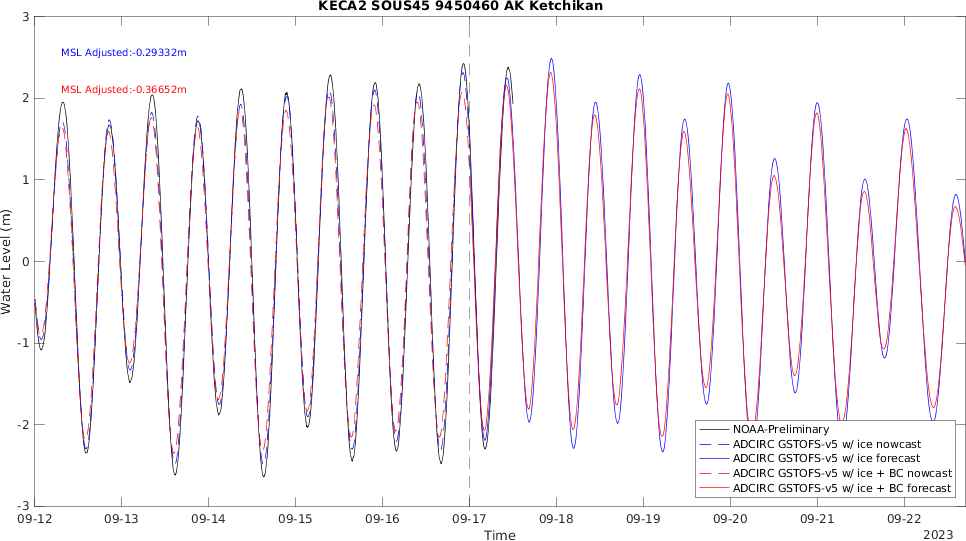 KECA2 SOUS45 9450460 AK Ketchikan
MSL Adjusted:-0.29332m
MSL Adjusted:-0.36652m
3
2
1
0
-1
-2
-3
Water Level (m)
NOAA-Preliminary
ADCIRC GSTOFS-v5 w/ ice nowcast
ADCIRC GSTOFS-v5 w/ ice forecast
ADCIRC GSTOFS-v5 w/ ice + BC nowcast
ADCIRC GSTOFS-v5 w/ ice + BC forecast
09-12 09-13 09-14 09-15 09-16 09-17 09-18 09-19 09-20 09-21 09-22
Time
2023